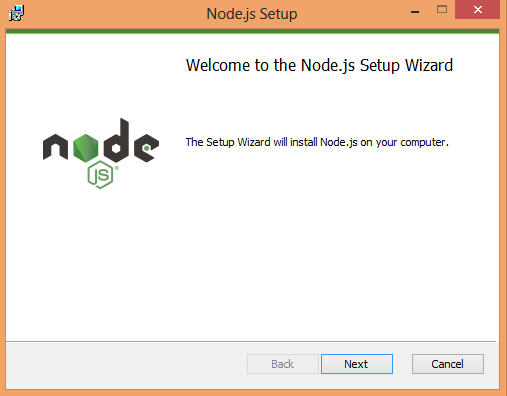 Node.js Setup
Welcome to the Node.js Setup Wizard
node
JS®
The Setup Wizard will install Node.js on your computer.
Back
Next
Cancel